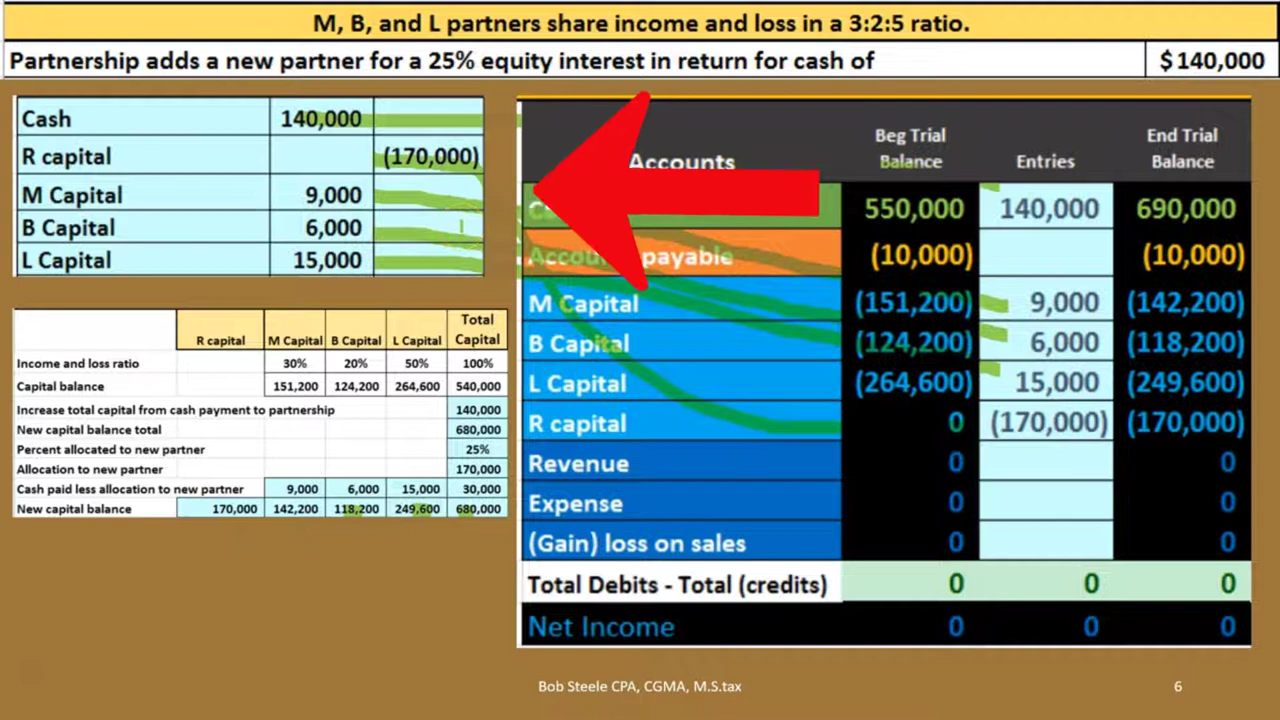 M, B, and L partners share income and loss in a 3:2:5 ratio.
Partnership adds a new partner for a 25% equity interest in return for cash of $ 140,000
Cash 140,000
R capital (170,000)
M Capital 9,000
B Capital 6,000
L Capital 15,000
R capital M Capital B Capital L Capital Total Capital
Income and loss ratio 30% 20% 50% 100%
Capital balance 151,200 124,200 264,600 540,000
Increase total capital from cash payment to partnership 140,000
New capital balance total 680,000
Percent allocated to new partner 25%
Allocation to new partner 170,000
Cash paid less allocation to new partner 9,000 6,000 15,000 30,000
New capital balance 170,000 142,200 118,200 249,600 680,000
Accounts Beg Trial Balance Entries End Trial Balance
550,000 140,000 690,000
payable (10,000) (10,000)
M Capital (151,200) 9,000 (142,200)
B Capital (124,200) 6,000 (118,200)
L Capital (264,600) 15,000 (249,600)
R capital 0 (170,000) (170,000)
Revenue 0 0
Expense 0 0
(Gain) loss on sales 0 0
Total Debits - Total (credits) 0 0 0
Net Income 0 0 0
Bob Steele CPA, CGMA, M.S.tax 6